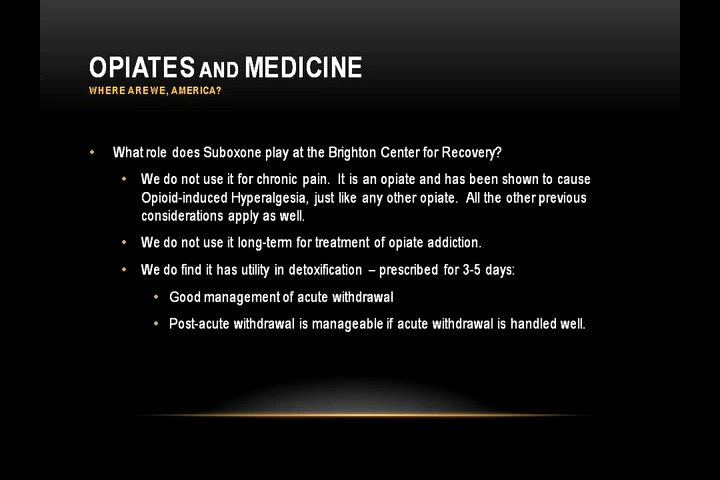 OPIATES AND MEDICINE
WHERE ARE WE, AMERICA?
• What role does Suboxone play at the Brighton Center for Recovery?
• We do not use it for chronic pain. It is an opiate and has been shown to cause
Opioid-induced Hyperalgesia, just like any other opiate. All the other previous
considerations apply as well.
• We do not use it long-term for treatment of opiate addiction.
• We do find it has utility in detoxification – prescribed for 3-5 days:
• Good management of acute withdrawal
• Post-acute withdrawal is manageable if acute withdrawal is handled well.